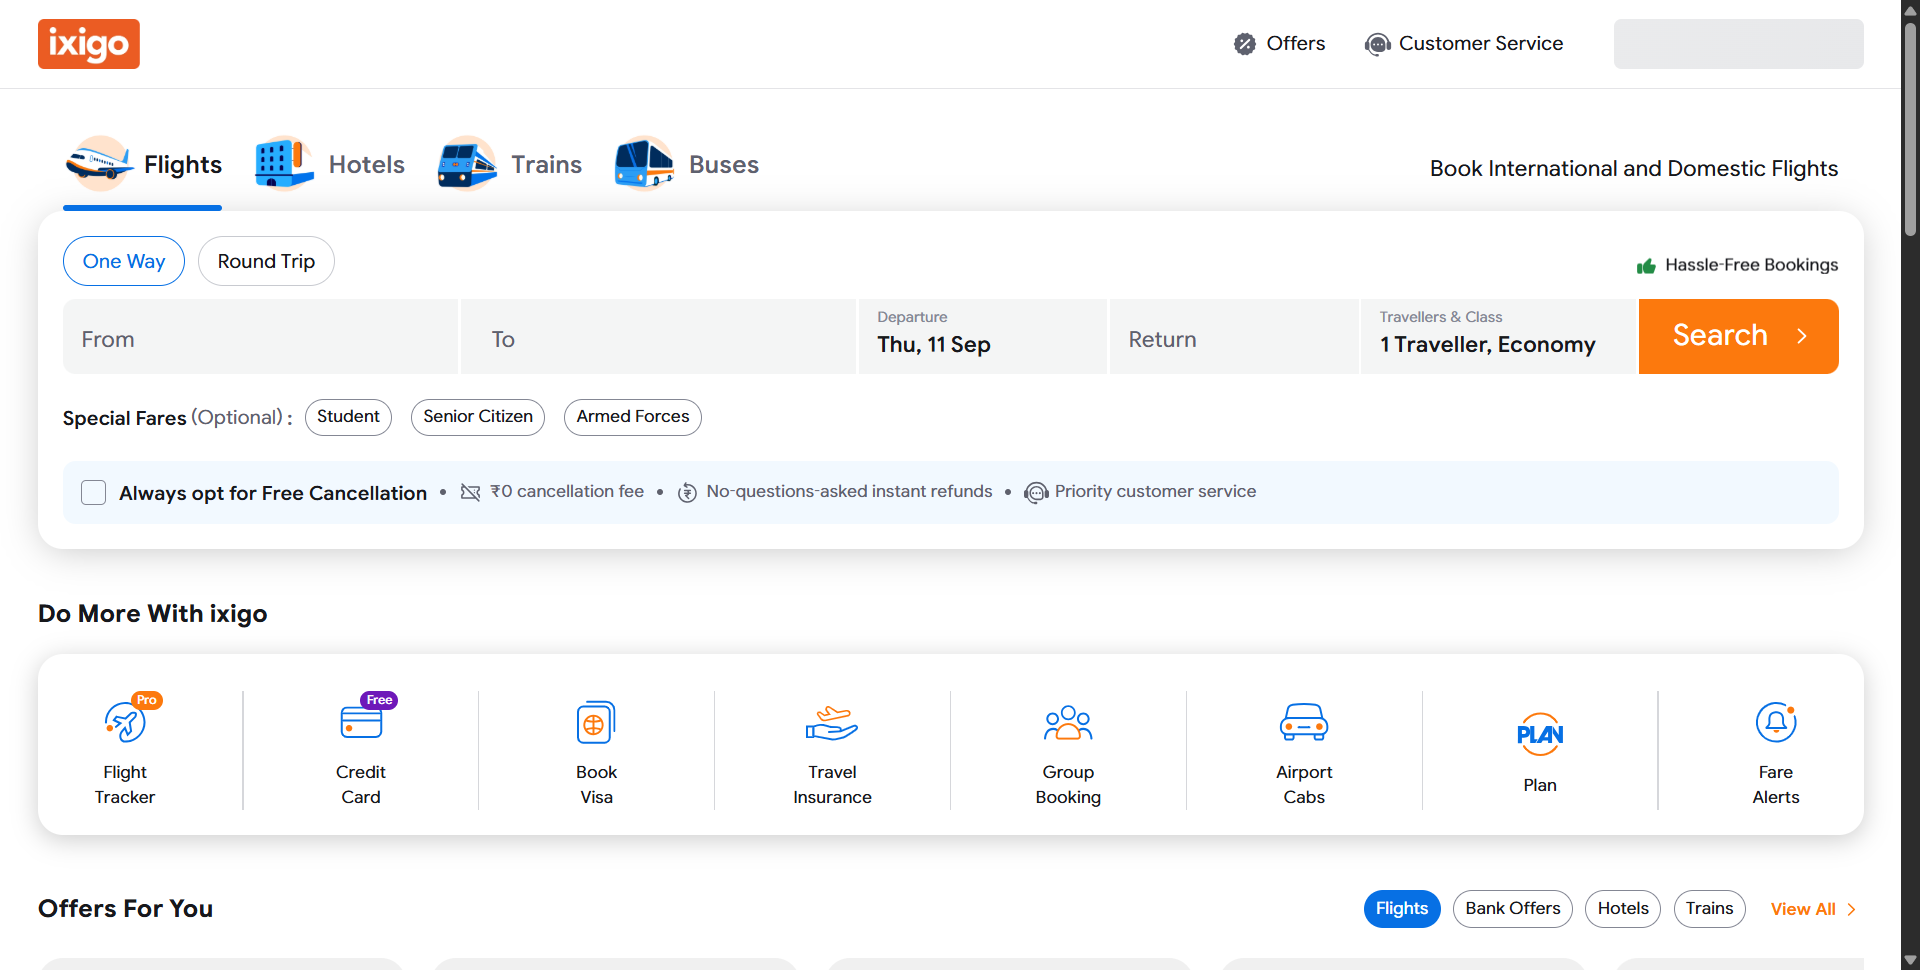 ixigo
Offers
Customer Service
Flights
Hotels
Trains
Buses
Book International and Domestic Flights
One Way
Round Trip
Hassle-Free Bookings
From
To
Departure
Thu, 11 Sep
Return
Travellers & Class
1 Traveller, Economy
Search
Special Fares (Optional) :
Student
Senior Citizen
Armed Forces
Always opt for Free Cancellation • ₹0 cancellation fee • No-questions-asked instant refunds • Priority customer service
Do More With ixigo
Pro
Flight
Tracker
Free
Credit
Card
Book
Visa
Travel
Insurance
Group
Booking
Airport
Cabs
PLAN
Plan
Fare
Alerts
Offers For You
Flights
Bank Offers
Hotels
Trains
View All